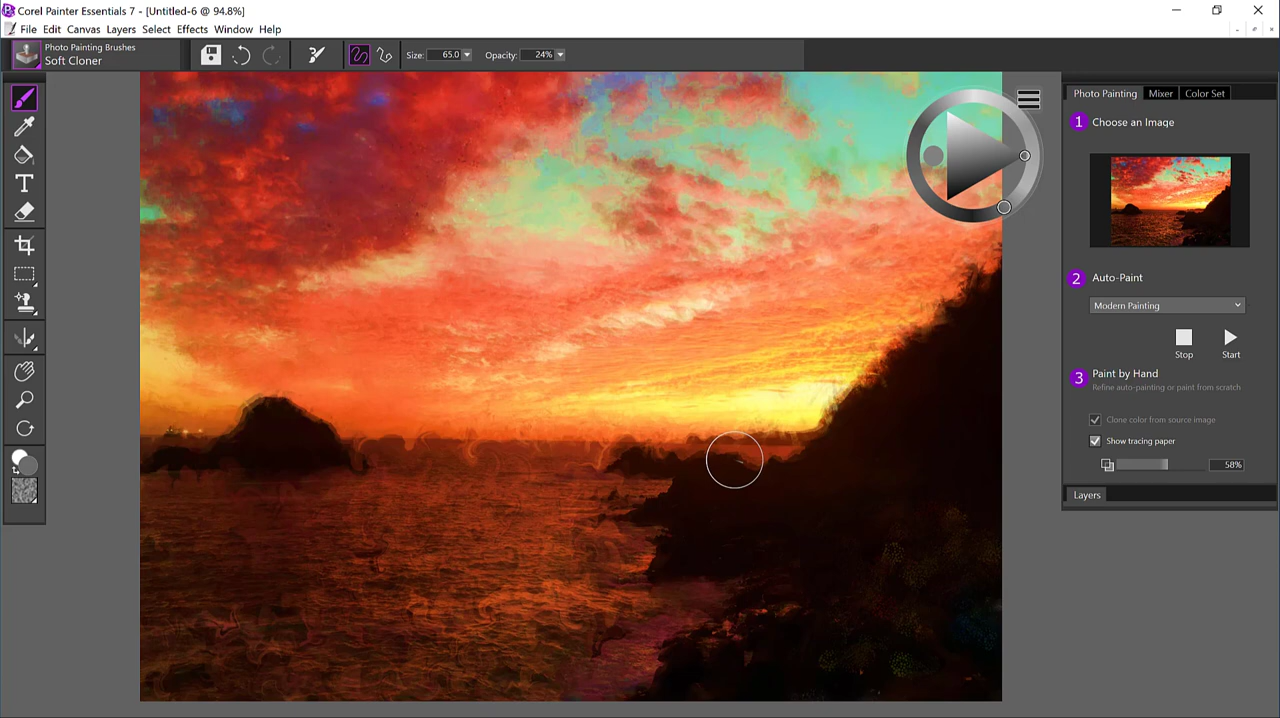 Corel Painter Essentials 7 - [Untitled-6 @ 94.8%]
File Edit Canvas Layers Select Effects Window Help
Photo Painting Brushes
Soft Cloner
Size: 65.0 Opacity: 24%
Photo Painting Mixer Color Set
1 Choose an Image
2 Auto-Paint
Modern Painting
Stop Start
3 Paint by Hand
Refine auto-painting or paint from scratch
Clone color from source image
Show tracing paper
58%
Layers